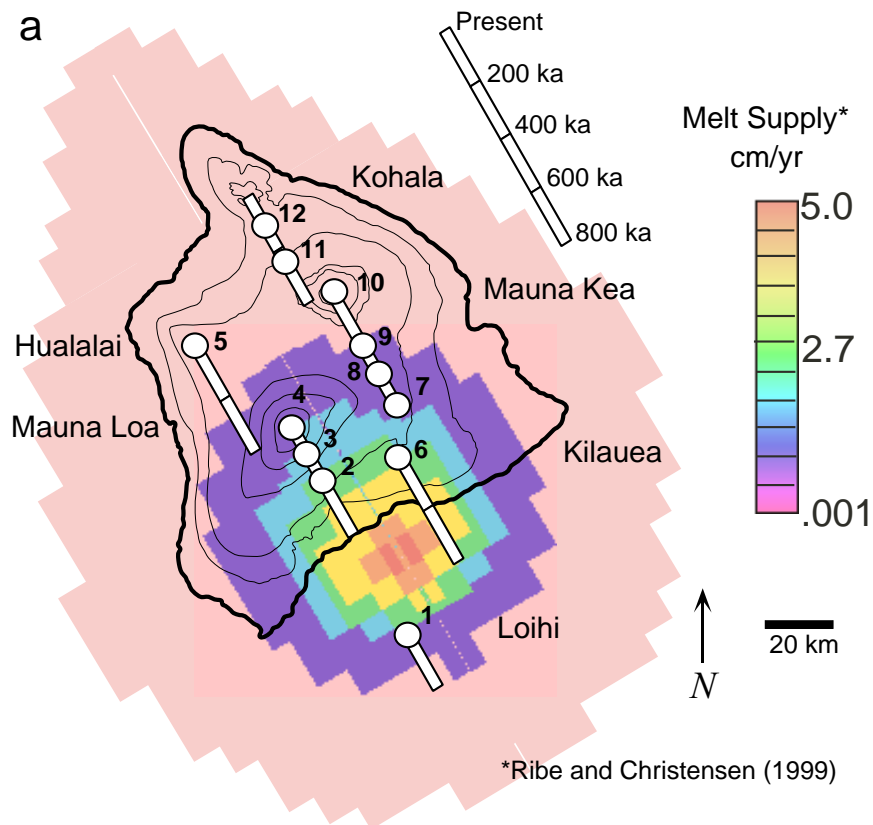 a
Present
200 ka
400 ka
600 ka
800 ka
Melt Supply*
cm/yr
5.0
2.7
.001
Kohala
12
11
10
Mauna Kea
9
5
Hualalai
8
7
4
Mauna Loa
3
6
Kilauea
2
1
Loihi
20 km
N
*Ribe and Christensen (1999)